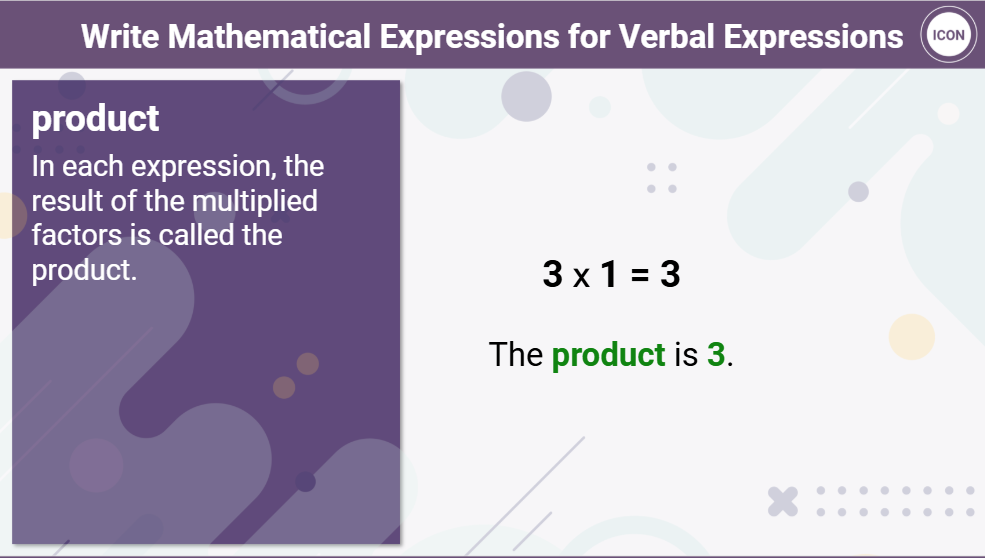 Write Mathematical Expressions for Verbal Expressions
ICON
product
In each expression, the
result of the multiplied
factors is called the
product.
3 x 1 = 3
The product is 3.